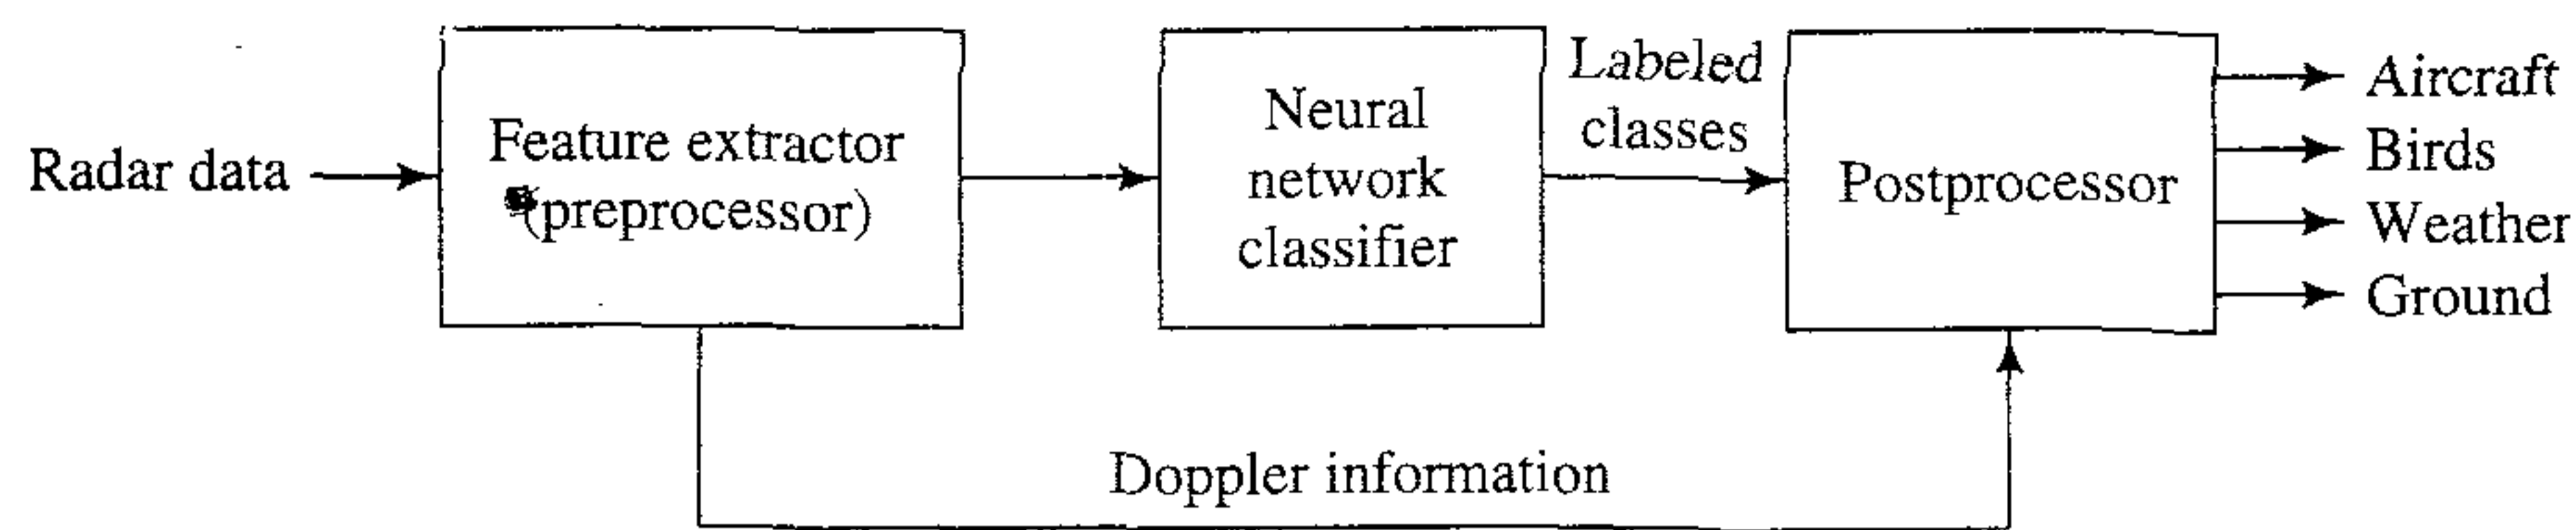 Radar data
Feature extractor
(preprocessor)
Neural
network
classifier
Labeled
classes
Postprocessor
Aircraft
Birds
Weather
Ground
Doppler information